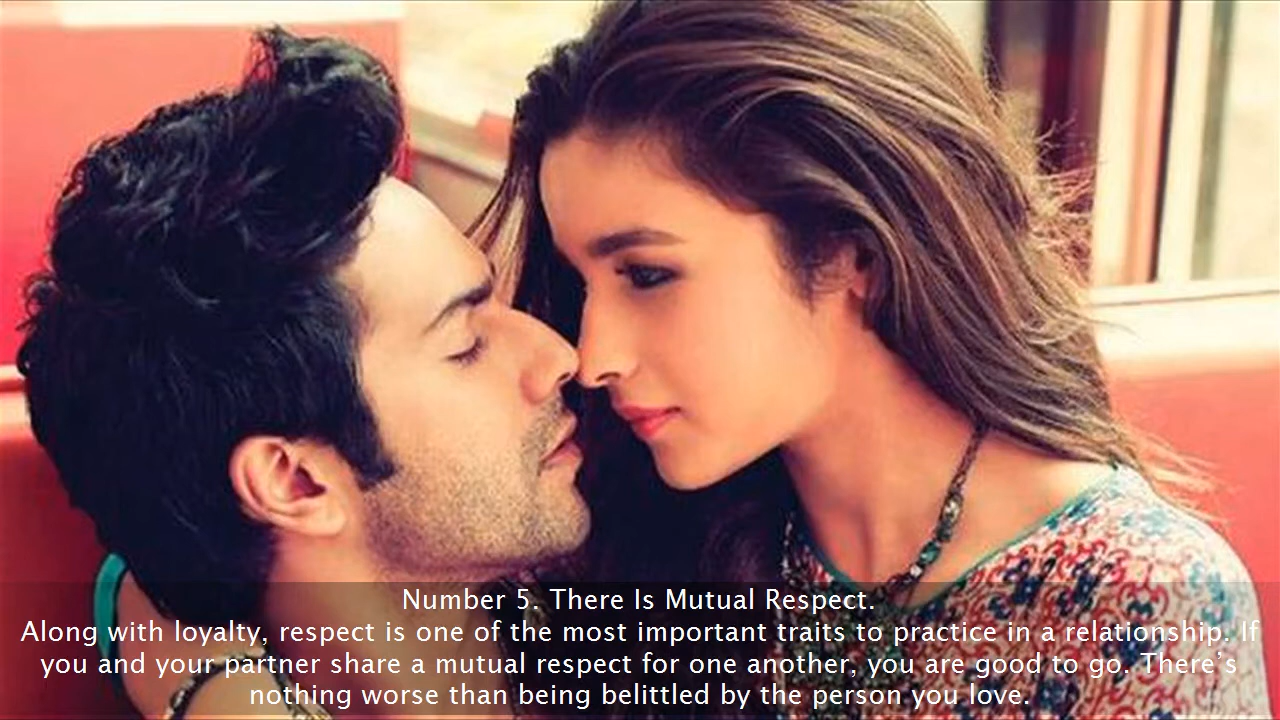 Number 5. There Is Mutual Respect.
Along with loyalty, respect is one of the most important traits to practice in a relationship. If
you and your partner share a mutual respect for one another, you are good to go. There's
nothing worse than being belittled by the person you love.